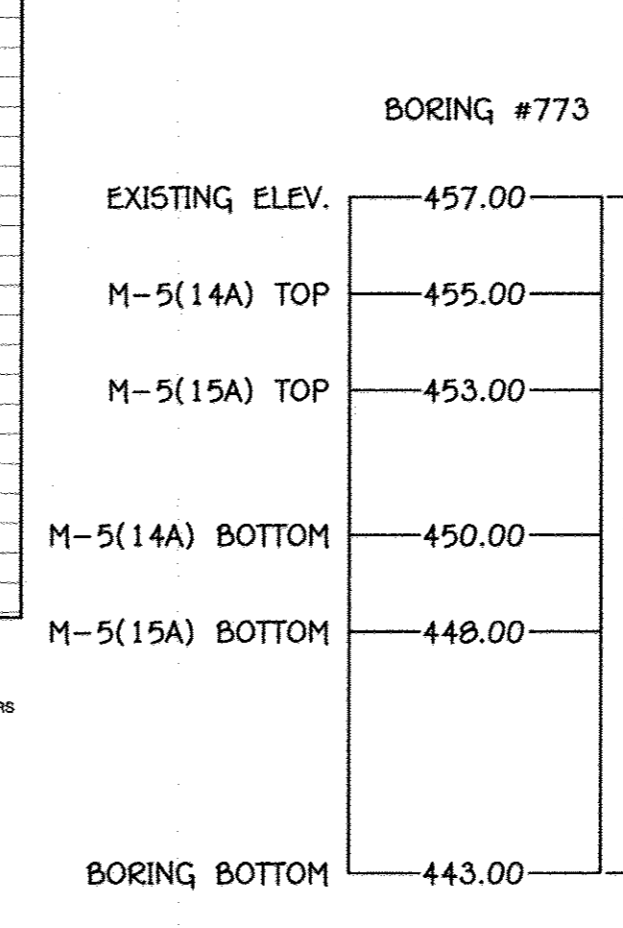 BORING #773
EXISTING ELEV. 457.00
M-5(14A) TOP 455.00
M-5(15A) TOP 453.00
M-5(14A) BOTTOM 450.00
M-5(15A) BOTTOM 448.00
RS
BORING BOTTOM 443.00